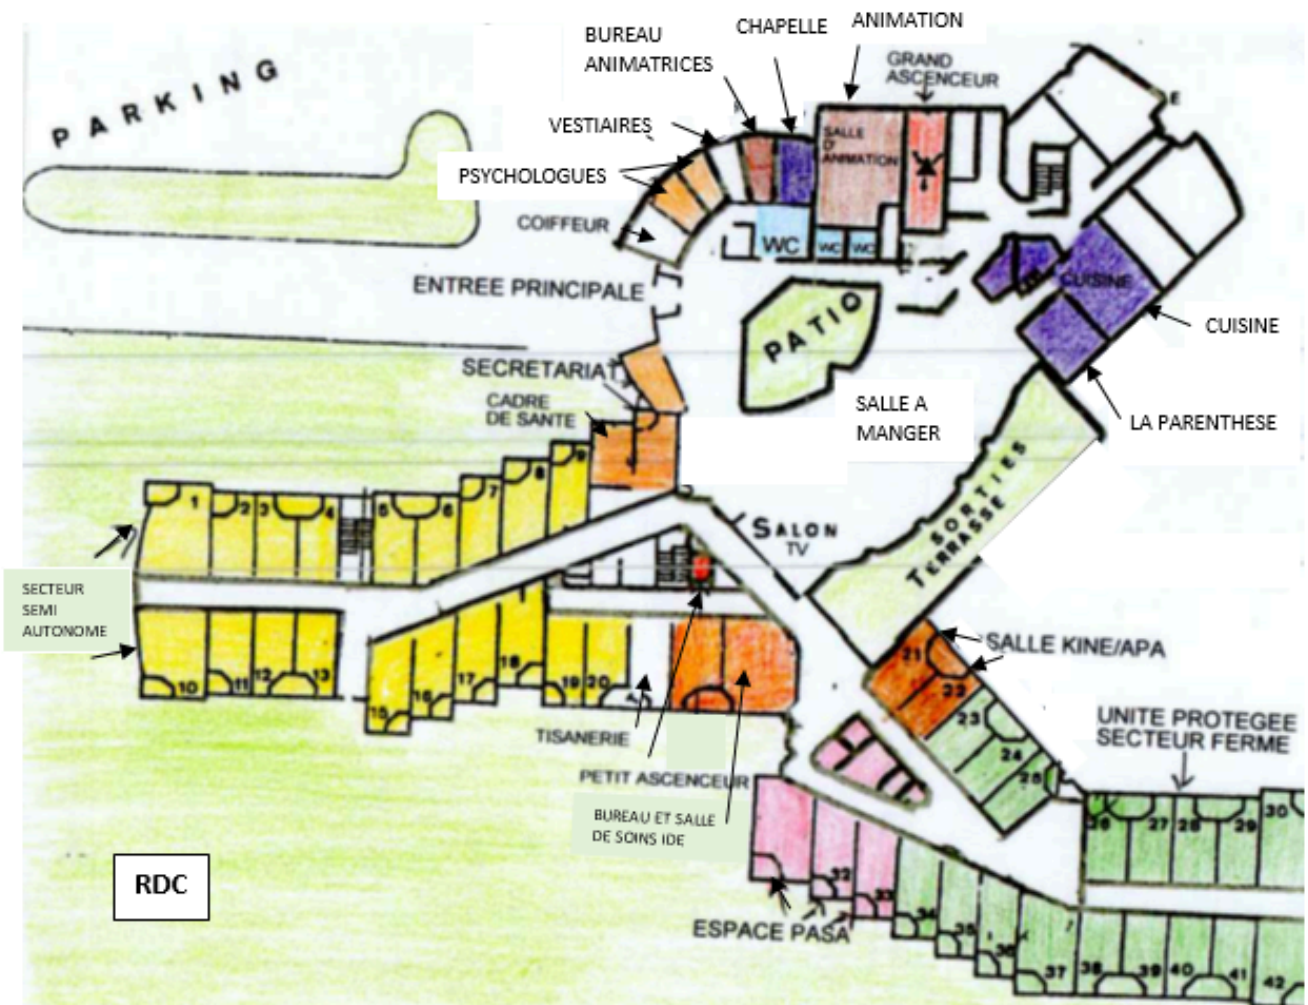 ANIMATION
CHAPELLE
BUREAU
ANIMATRICES
GRAND
ASCENCEUR
PARKING
E
VESTIAIRES
SALLE
D'
ANIMATION
PSYCHOLOGUES
COIFFEUR
WC
WC
WC
ENTREE PRINCIPALE
CUISINE
CUISINE
PATIO
SECRETARIAT
CADRE
DE SANTE
SALLE A
MANGER
LA PARENTHESE
SORTIES
TERRASSE
SALON
TV
1
2
3
4
5
6
7
8
9
SECTEUR
SEMI
AUTONOME
10
11
12
13
15
16
17
18
19
20
TISANERIE
PETIT ASCENCEUR
BUREAU ET SALLE
DE SOINS IDE
SALLE KINE/APA
21
22
23
24
25
UNITE PROTEGEE
SECTEUR FERME
26
27
28
29
30
RDC
32
33
34
35
36
37
38
39
40
41
42
ESPACE PASA